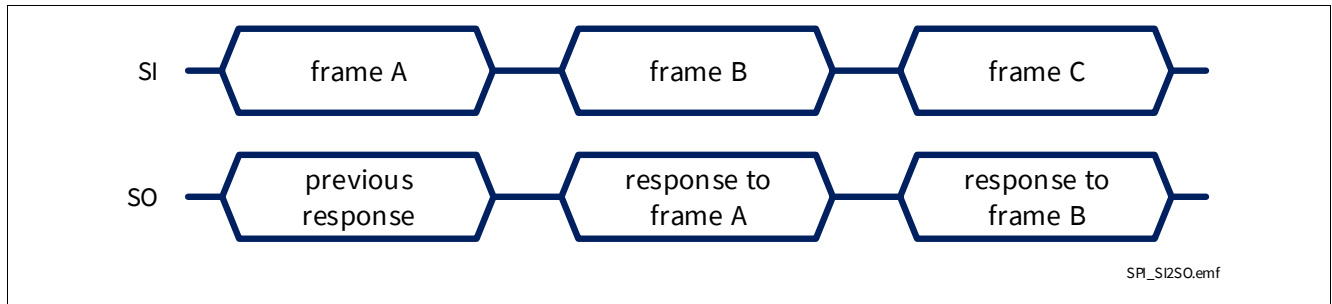 SI
frame A
frame B
frame C
SO
previous
response
response to
frame A
response to
frame B
SPI_SI2SO.emf